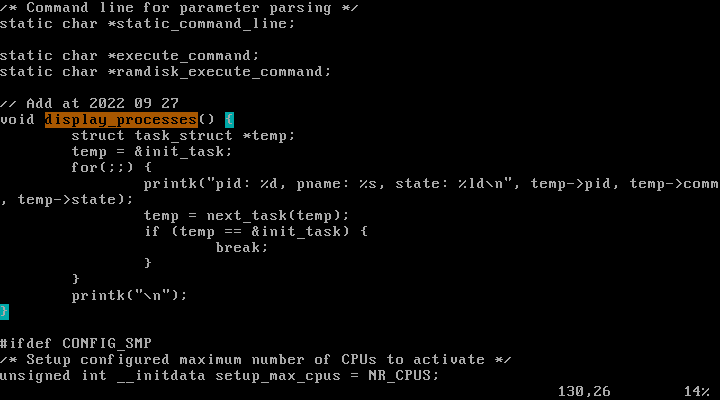 /* Command line for parameter parsing */
static char *static_command_line;

static char *execute_command;
static char *ramdisk_execute_command;

// Add at 2022 09 27
void display_processes() {
        struct task_struct *temp;
        temp = &init_task;
        for(;;) {
                printk("pid: %d, pname: %s, state: %ld\n", temp->pid, temp->comm
, temp->state);
                temp = next_task(temp);
                if (temp == &init_task) {
                        break;
                }
        }
        printk("\n");
}

#ifdef CONFIG_SMP
/* Setup configured maximum number of CPUs to activate */
unsigned int __initdata setup_max_cpus = NR_CPUS;
130,26 14%